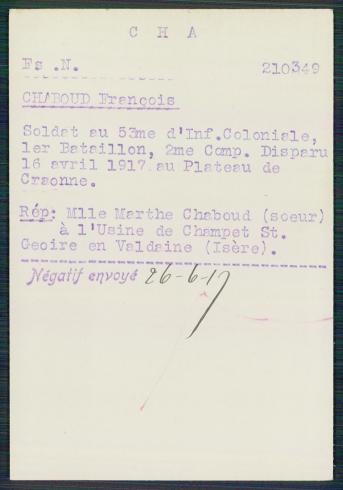 C H A
Fs .N. 210349
CHABOUD François
Soldat au 53me d'Inf.Coloniale,
1er Bataillon, 2me Comp. Disparu
16 avril 1917 au Plateau de
Craonne.
Rép: Mlle Marthe Chaboud (soeur)
à l'Usine de Champet St.
Geoire en Valdaine (Isère).
Négatif envoyé 26-6-17